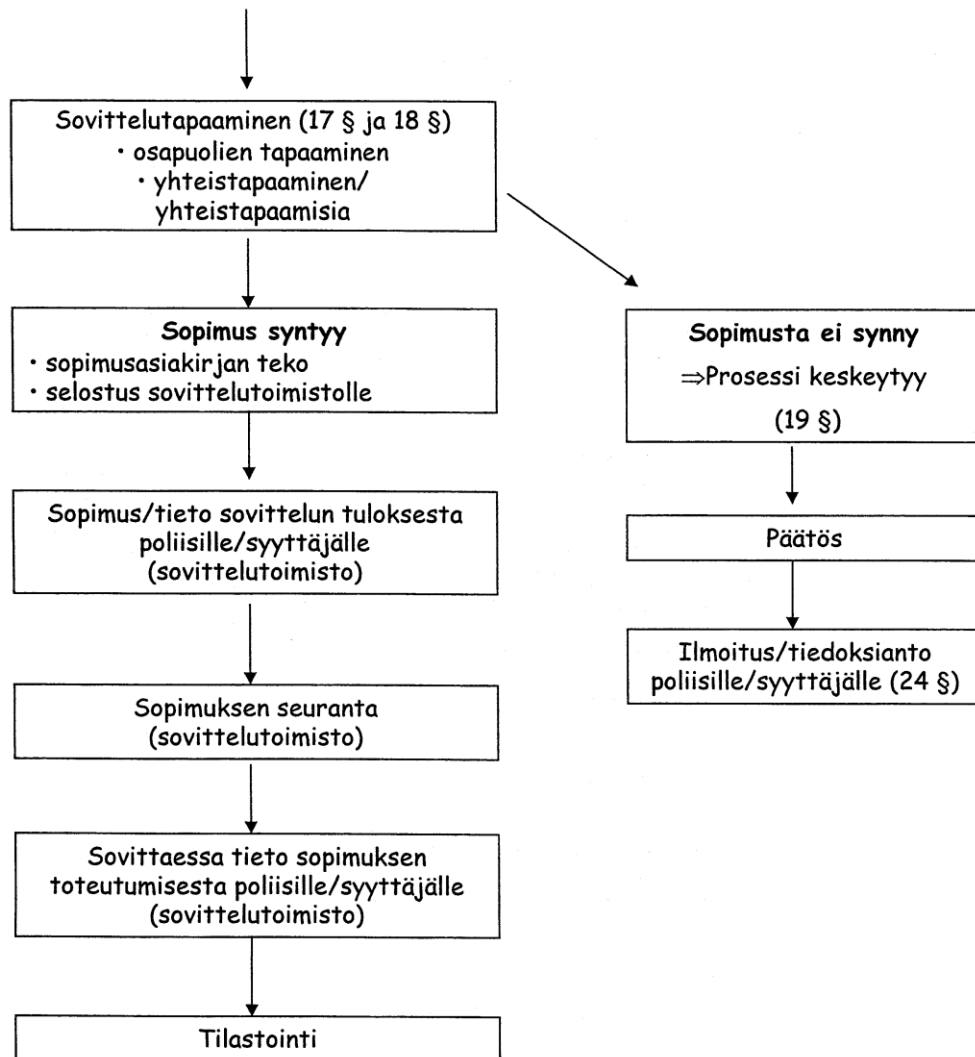 Sovittelutapaaminen (17 § ja 18 §)
· osapuolien tapaaminen
· yhteistapaaminen/
yhteistapaamisia
Sopimus syntyy
· sopimusasiakirjan teko
· selostus sovittelutoimistolle
Sopimus/tieto sovittelun tuloksesta
poliisille/syyttäjälle
(sovittelutoimisto)
Sopimuksen seuranta
(sovittelutoimisto)
Sovittaessa tieto sopimuksen
toteutumisesta poliisille/syyttäjälle
(sovittelutoimisto)
Tilastointi
Sopimusta ei synny
⇒Prosessi keskeytyy
(19 §)
Päätös
Ilmoitus/tiedoksianto
poliisille/syyttäjälle (24 §)